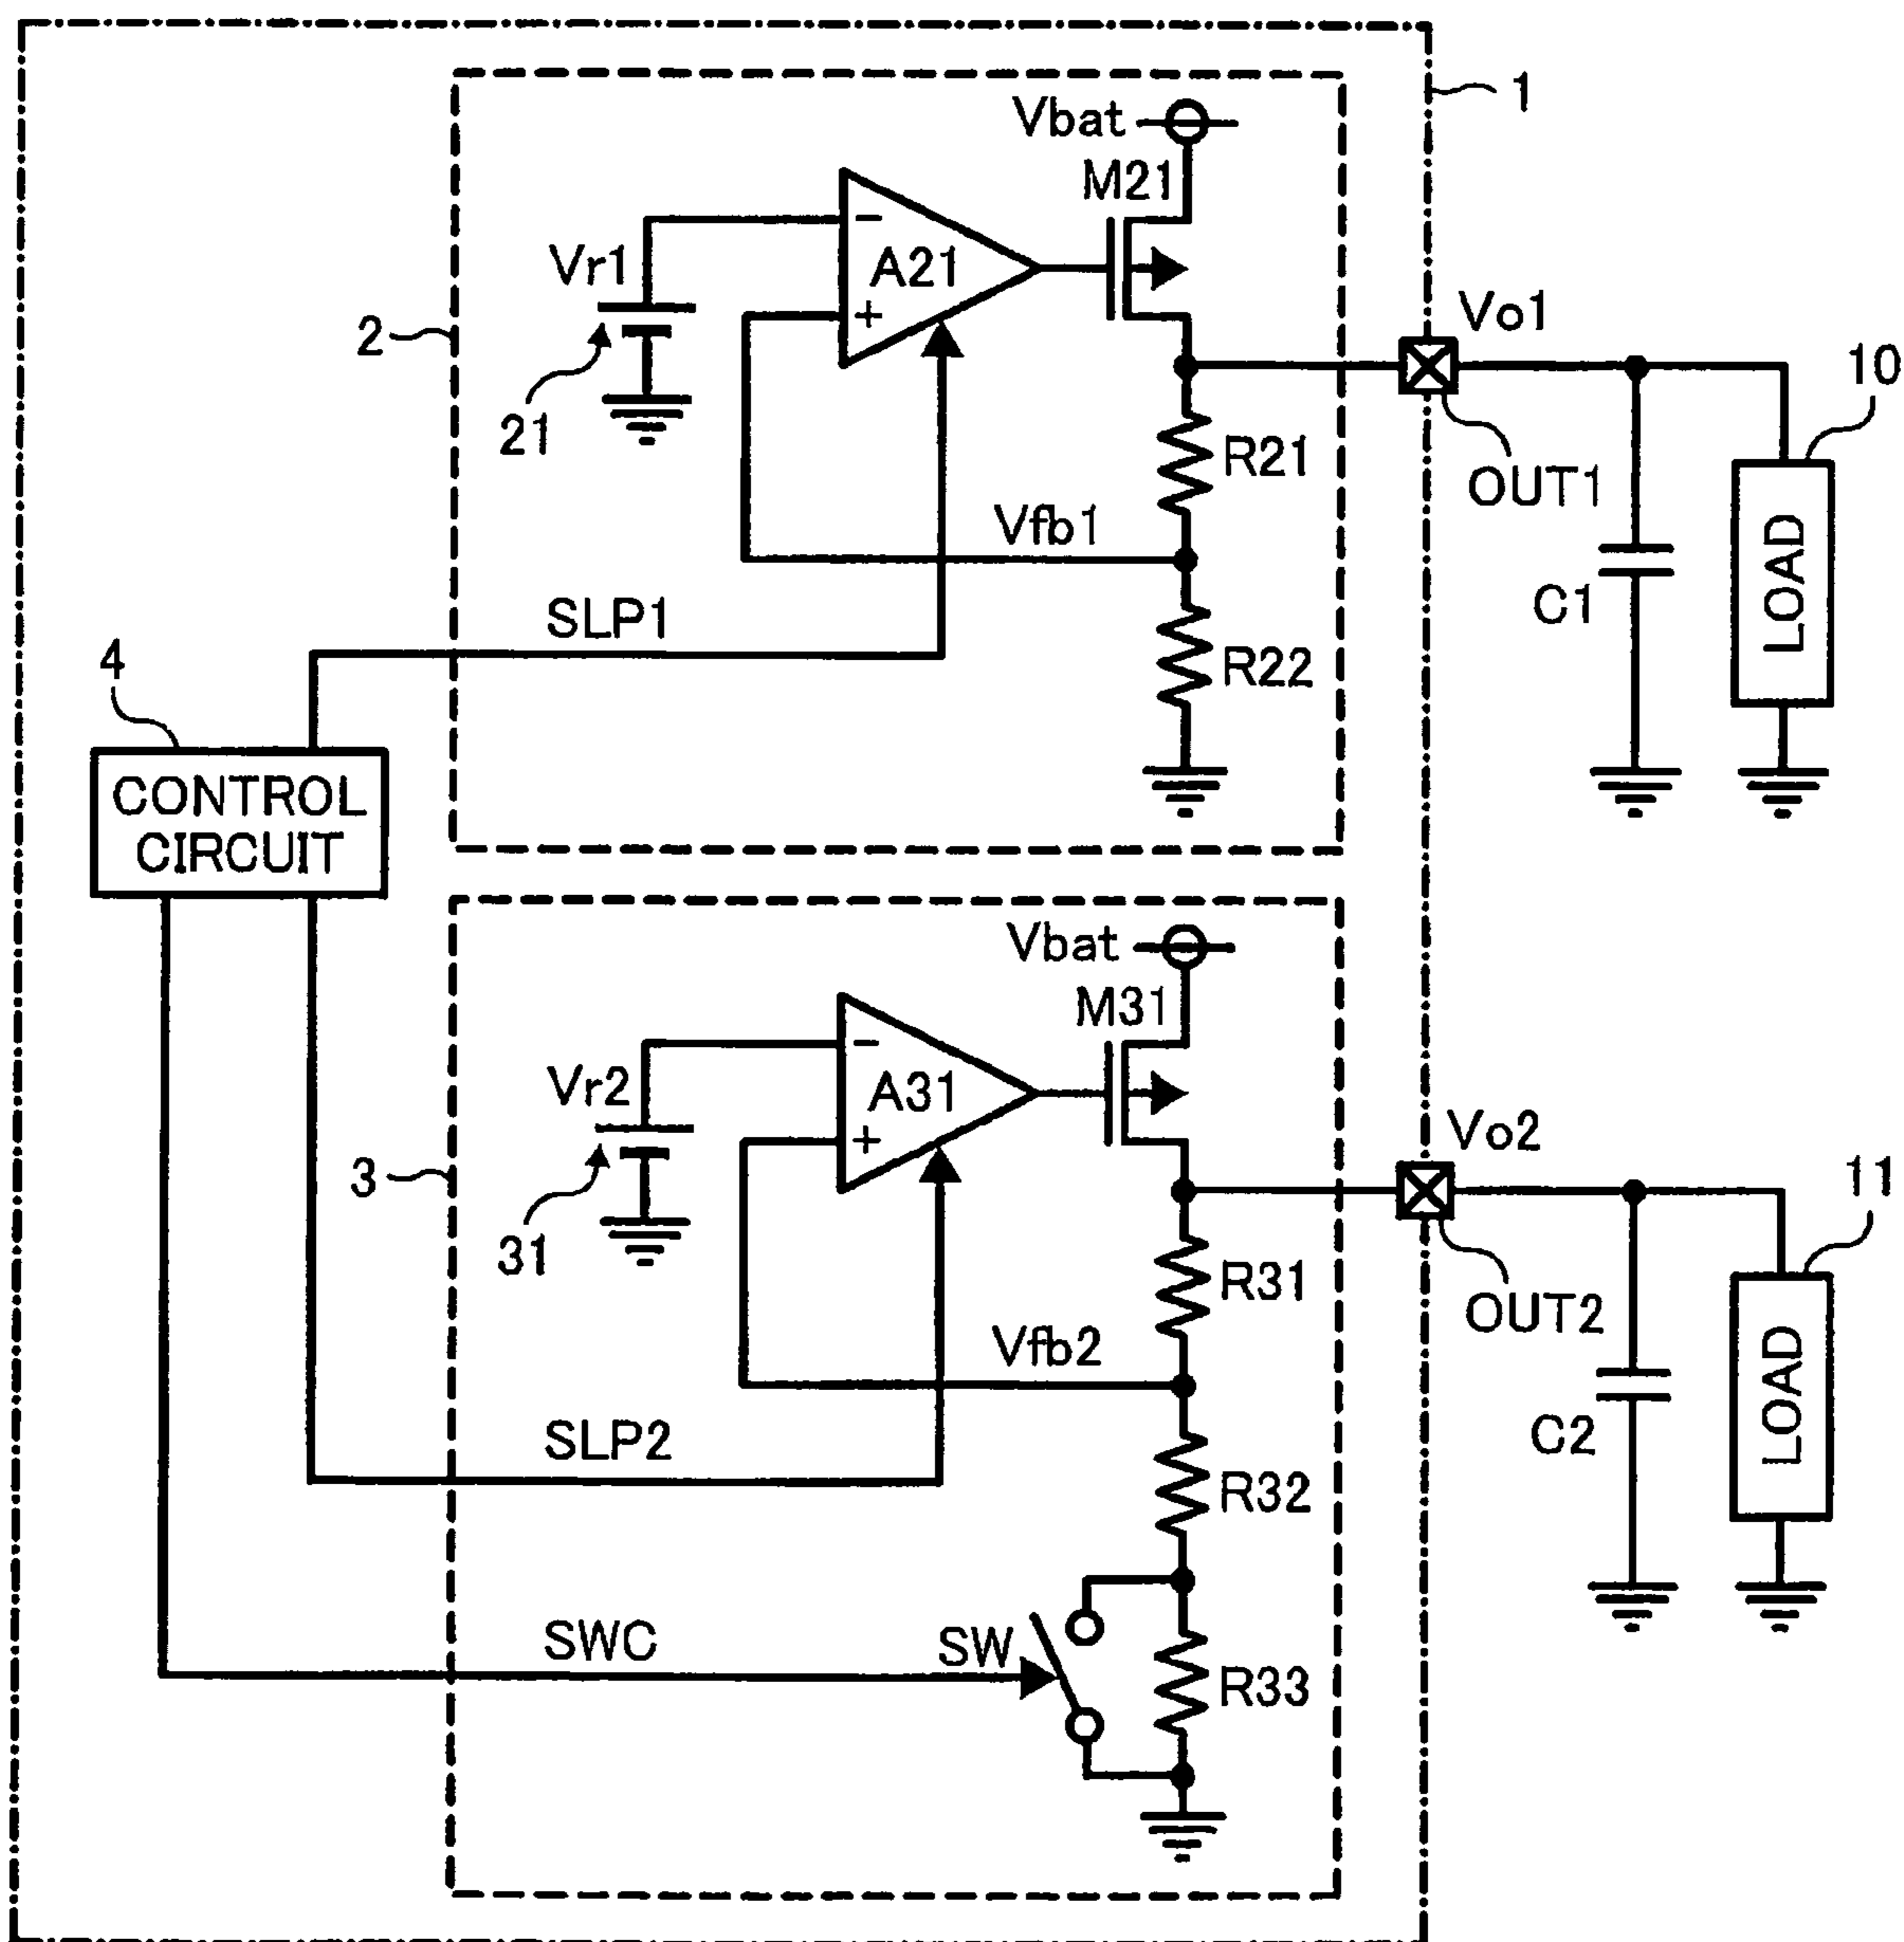 1
Vbat
M21
A21
−
+
Vr1
2
21
Vo1
10
R21
OUT1
Vfb1
LOAD
C1
SLP1
R22
4
CONTROL
CIRCUIT
Vbat
M31
−
A31
+
Vr2
3
31
Vo2
11
R31
OUT2
Vfb2
LOAD
C2
SLP2
R32
SWC
SW
R33